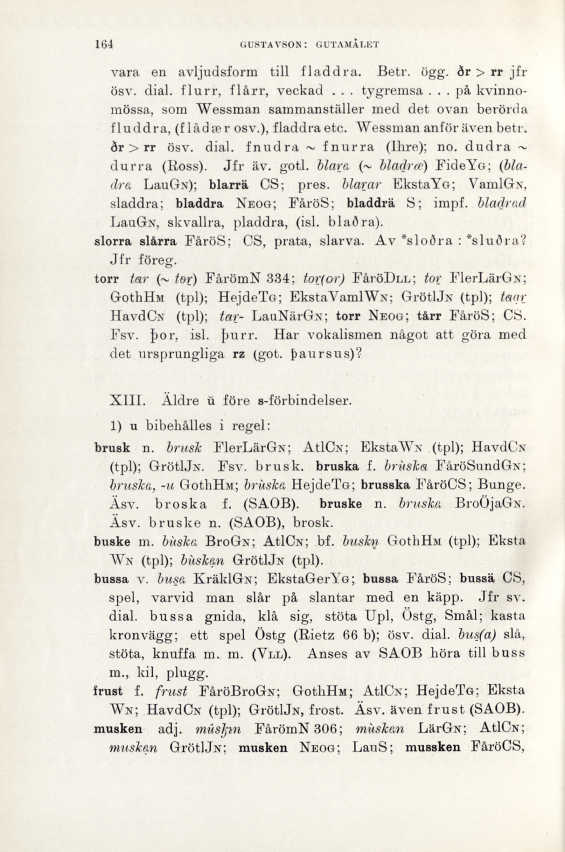 164 GUSTAVSON: GUTAMÅLET
vara en avljudsform till fladdra. Betr. ögg. ðr > rr jfr
ösv. dial. flurr, flårr, veckad . . . tygremsa . . . på kvinno-
mössa, som Wessman sammanställer med det ovan berörda
fluddra, (flådær osv.), fladdra etc. Wessman anför även betr.
ðr > rr ösv. dial. fnudra ~ fnurra (Ihre); no. dudra ~
durra (Ross). Jfr äv. gotl. blara (~ bladræ) FideYG; (bla-
dra LauGN); blarrä CS; pres. blarar EkstaYG; VamlGN,
sladdra; bladdra NEOG; FåröS; bladdrä S; impf. bladrad
LauGN, skvallra, pladdra, (isl. blaðra).
slorra slårra FåröS; CS, prata, slarva. Av *sloðra : *sluðra?
Jfr föreg.
torr tar (~ tør) FårömN 334; tor(or) FåröDLL; tor FlerLärGN;
GothHM (tpl); HejdeTG; EkstaVamlWN; GrötlJN (tpl); taar
HavdCN (tpl); tar- LauNärGN; torr NEOG; tårr FåröS; CS.
Fsv. þor, isl. þurr. Har vokalismen något att göra med
det ursprungliga rz (got. þaursus)?
XIII. Äldre ŭ före s-förbindelser.
1) u bibehålles i regel:
brusk n. brusk FlerLärGN; AtlCN; EkstaWN (tpl); HavdCN
(tpl); GrötlJN. Fsv. brusk. bruska f. brùska FåröSundGN;
bruska, -u GothHM; brùska HejdeTG; brusska FåröCS; Bunge.
Äsv. broska f. (SAOB). bruske n. bruska BroÖjaGN.
Äsv. bruske n. (SAOB), brosk.
buske m. bùska BroGN; AtlCN; bf. buskn GothHM (tpl); Eksta
WN (tpl); bùskan GrötlJN (tpl).
bussa v. busa KräklGN; EkstaGerYG; bussa FåröS; bussä CS,
spel, varvid man slår på slantar med en käpp. Jfr sv.
dial. bussa gnida, klå sig, stöta Upl, Östg, Smål; kasta
kronvägg; ett spel Östg (Rietz 66 b); ösv. dial. bus(a) slå,
stöta, knuffa m. m. (VLL). Anses av SAOB höra till buss
m., kil, plugg.
frust f. frust FåröBroGN; GothHM; AtlCN; HejdeTG; Eksta
WN; HavdCN (tpl); GrötlJN, frost. Äsv. även frust (SAOB).
musken adj. FårömN 306; mùskan LärGN; AtlCN;
muskan GrötlJN; musken NEOG; LauS; mussken FåröCS,